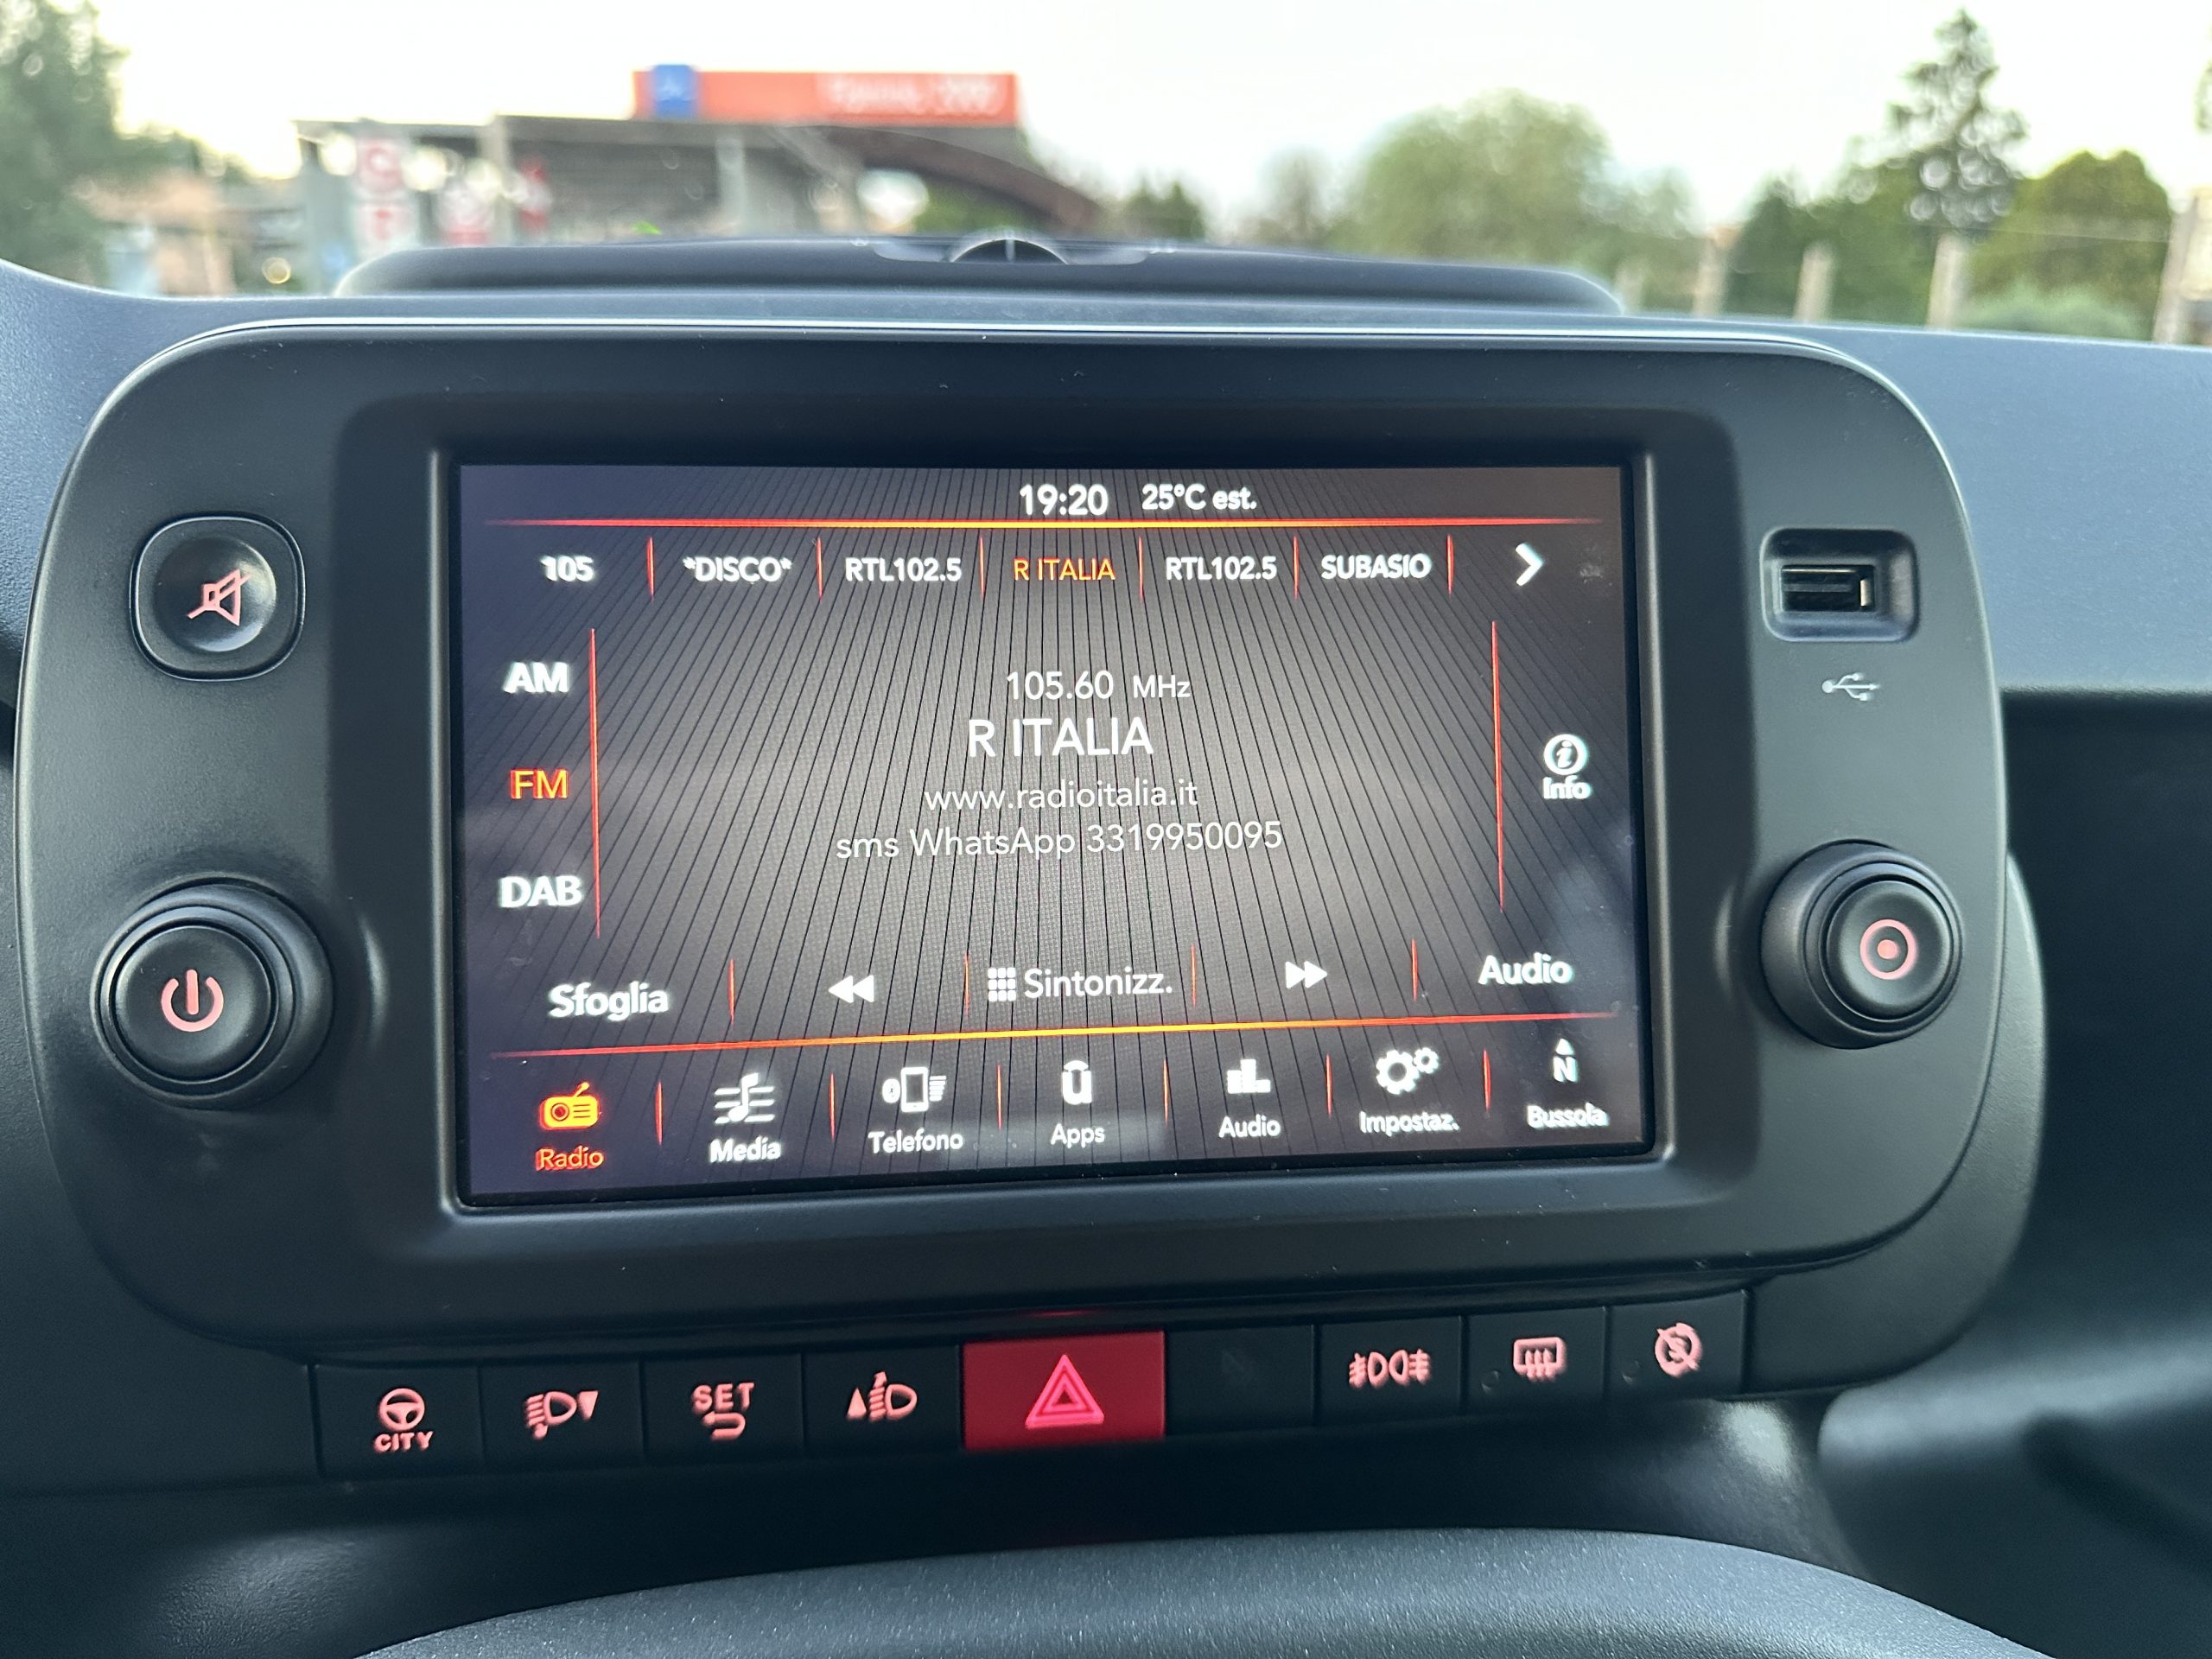 19:20 25°C est.
105 *DISCO* RTL102.5 R ITALIA RTL102.5 SUBASIO
AM
105.60 MHz
R ITALIA
FM
www.radioitalia.it
Info
sms WhatsApp 3319950095
DAB
Sfoglia Sintonizz. Audio
Radio Media Telefono Apps Audio Impostaz. N Bussola
CITY
SET